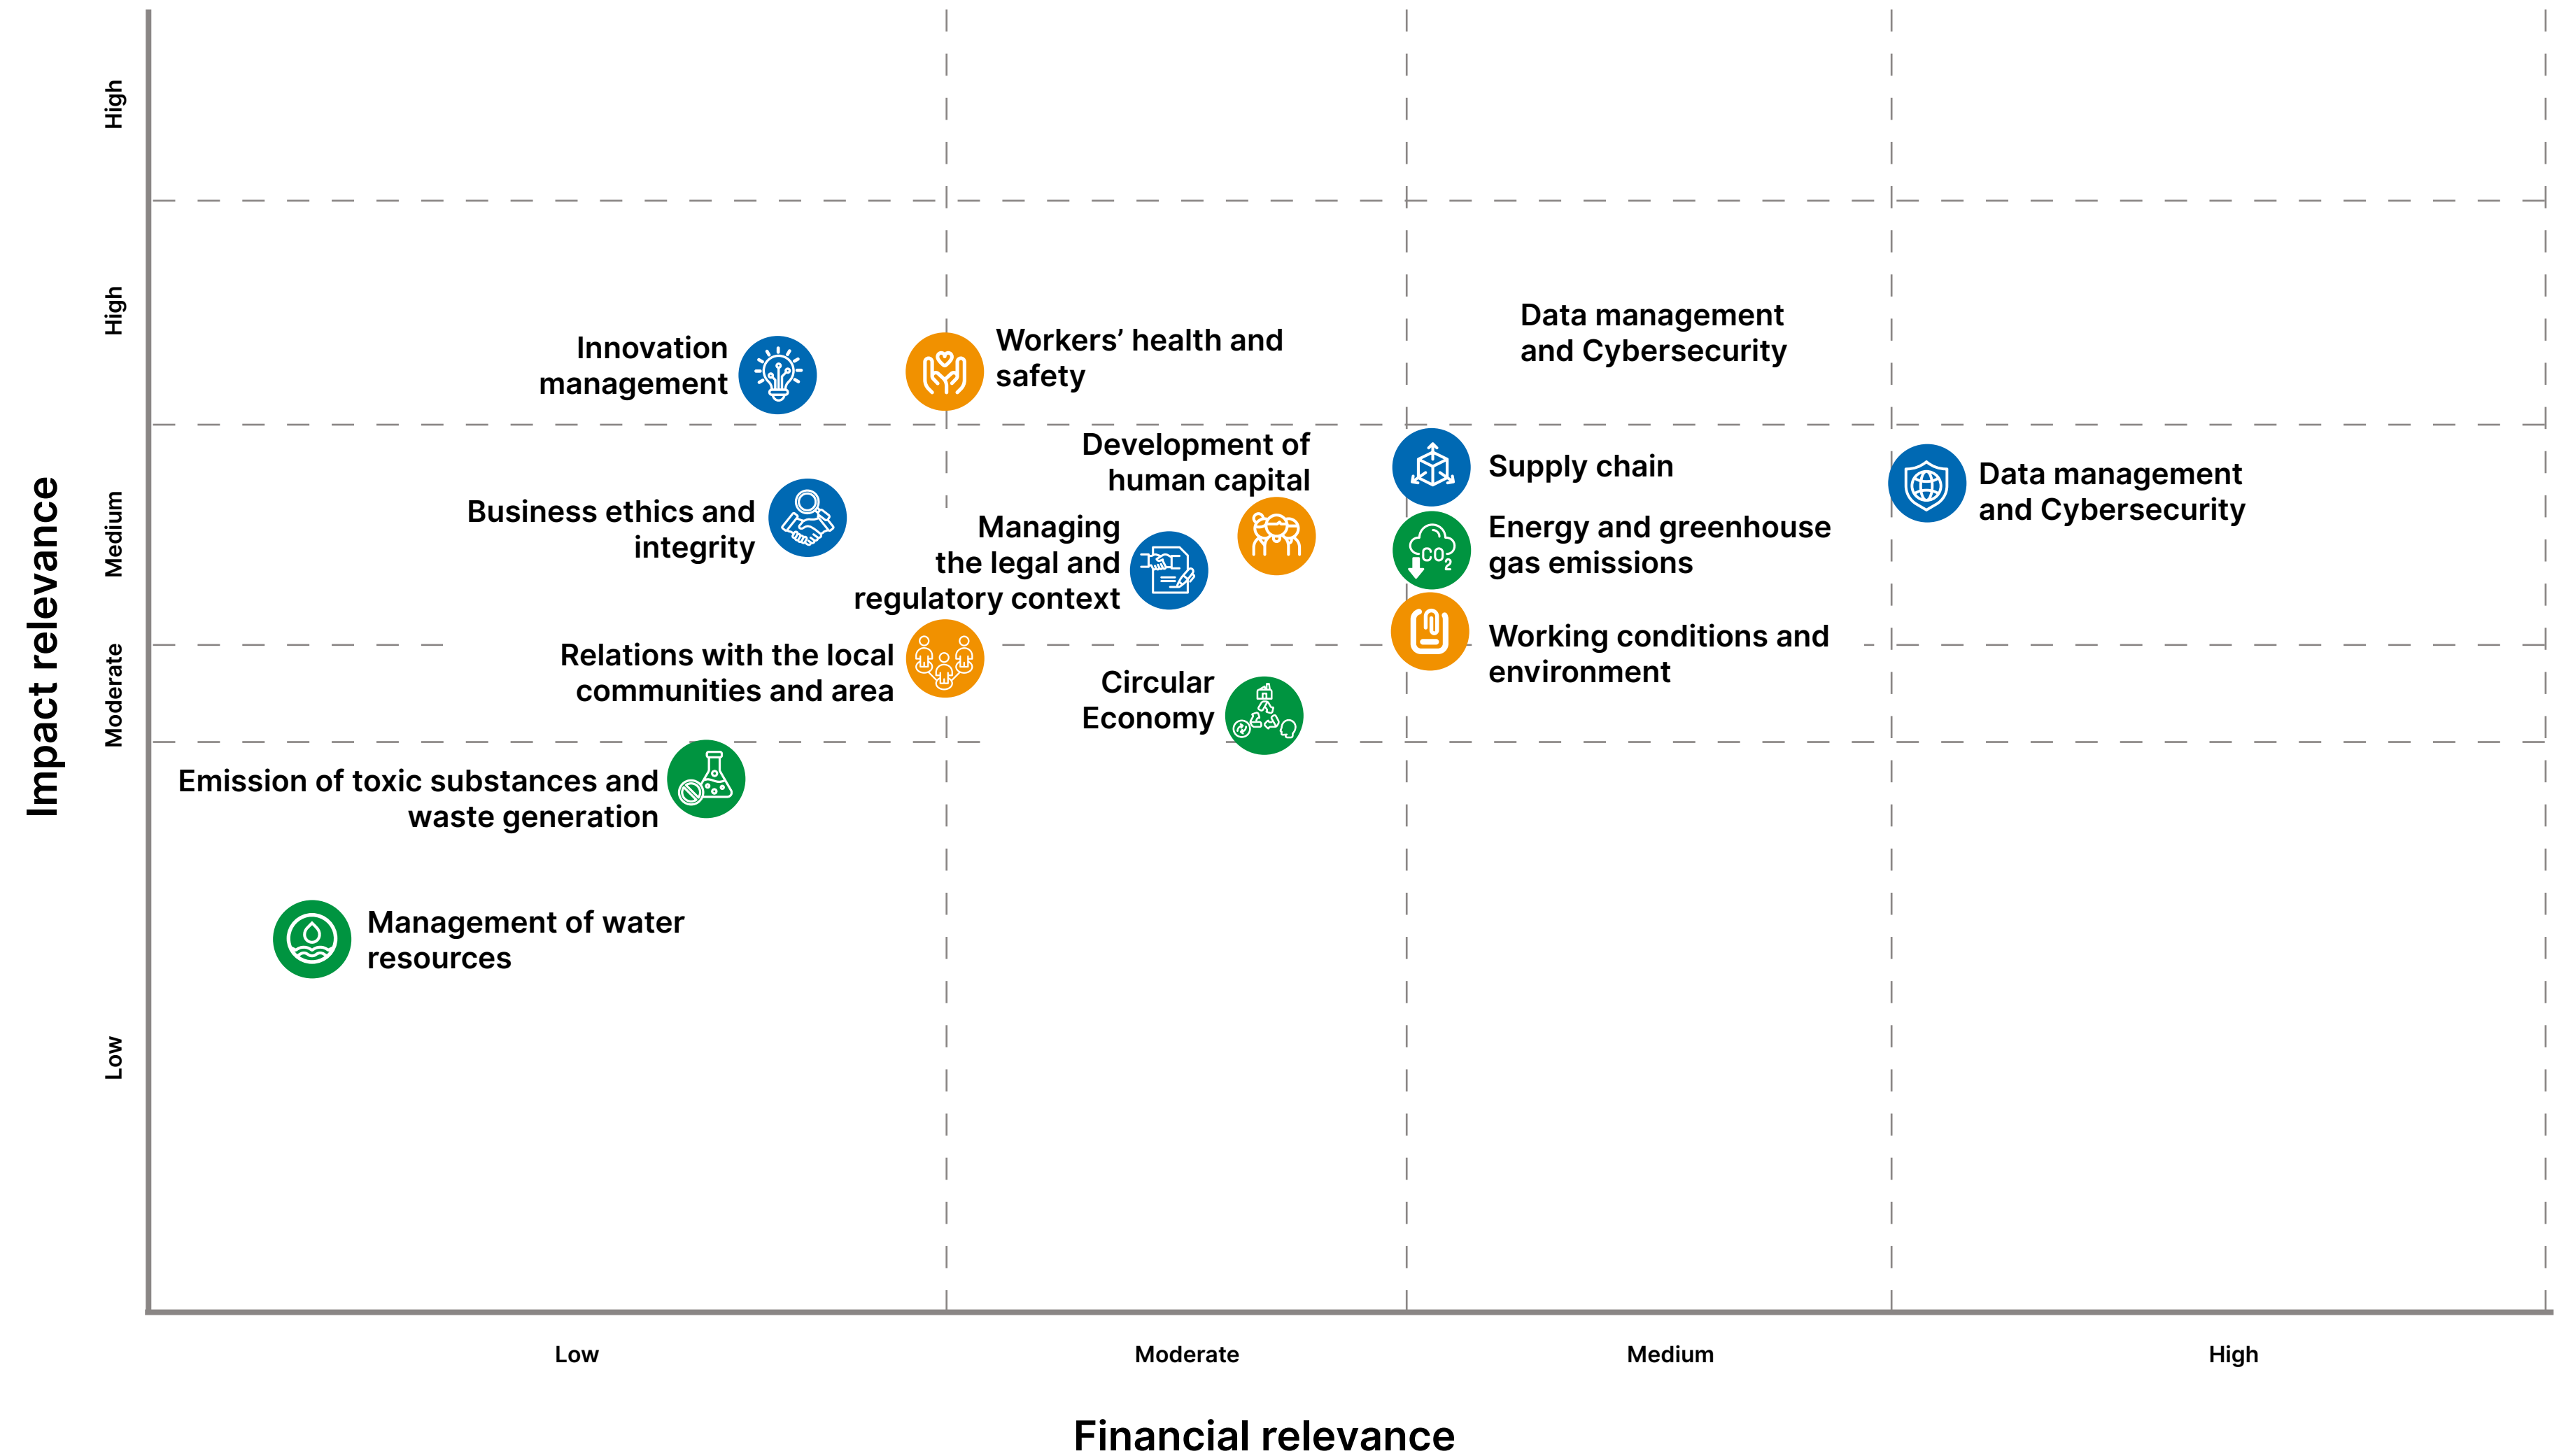 High
High
Medium
Moderate
Low
Impact relevance
Innovation
management
Workers’ health and
safety
Data management
and Cybersecurity
Development of
human capital
Supply chain
Data management
and Cybersecurity
Business ethics and
integrity
Managing
the legal and
regulatory context
Energy and greenhouse
gas emissions
CO2
Working conditions and
environment
Relations with the local
communities and area
Circular
Economy
Emission of toxic substances and
waste generation
Management of water
resources
Low
Moderate
Medium
High
Financial relevance